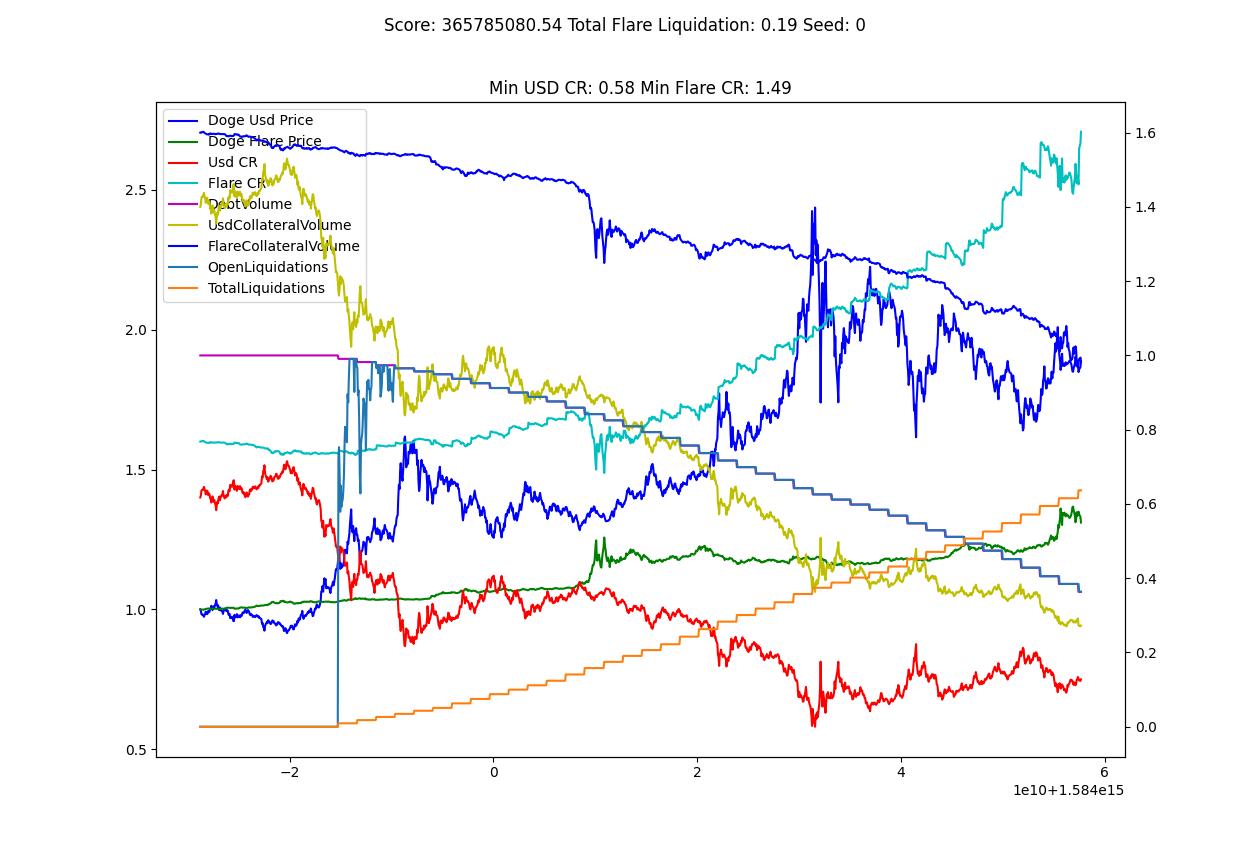 Score: 365785080.54 Total Flare Liquidation: 0.19 Seed: 0
Min USD CR: 0.58 Min Flare CR: 1.49
Doge Usd Price
Doge Flare Price
Usd CR
Flare CR
DebtVolume
UsdCollateralVolume
FlareCollateralVolume
OpenLiquidations
TotalLiquidations
2.5
2.0
1.5
1.0
0.5
1.6
1.4
1.2
1.0
0.8
0.6
0.4
0.2
0.0
−2 0 2 4 6
1e10+1.584e15